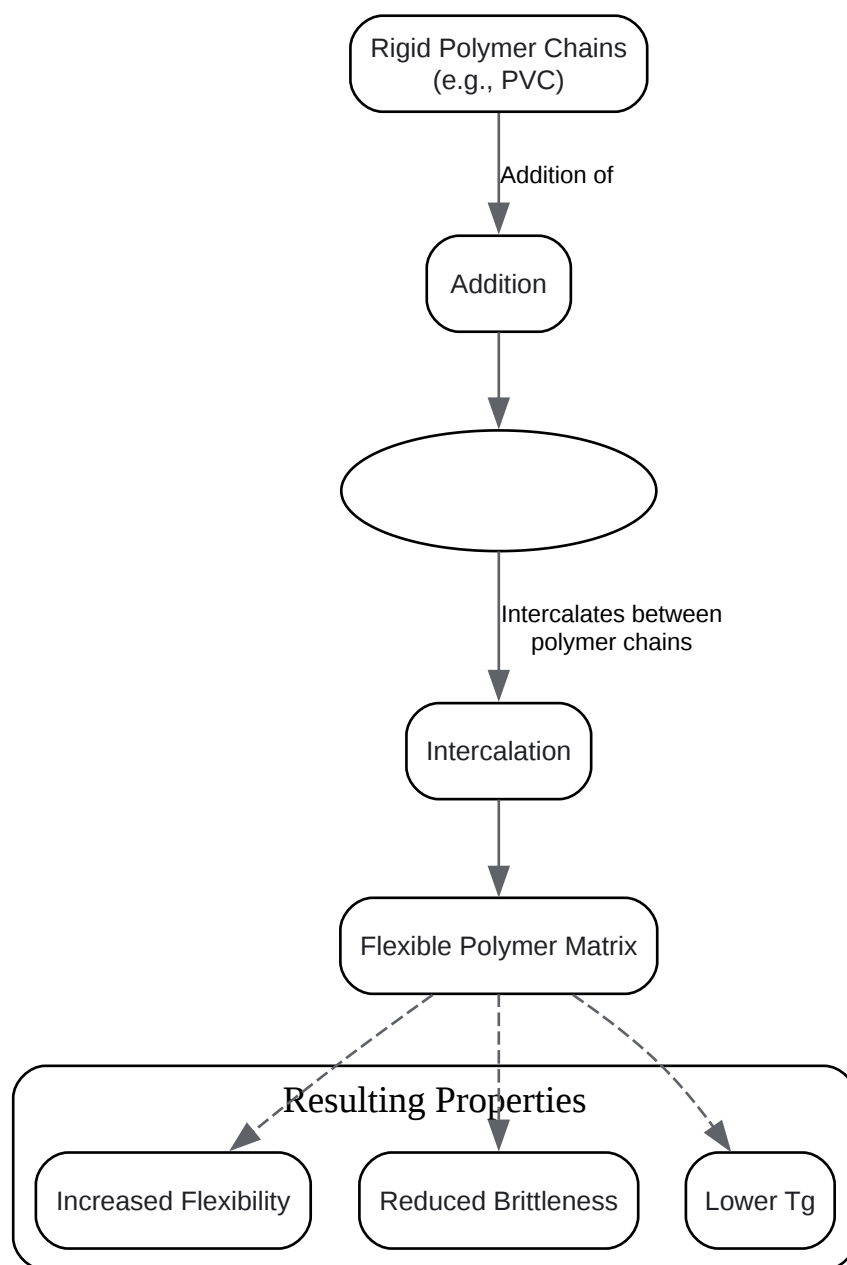 Rigid Polymer Chains
(e.g., PVC)
Addition of
Addition
Intercalates between
polymer chains
Intercalation
Flexible Polymer Matrix
Resulting Properties
Increased Flexibility
Reduced Brittleness
Lower Tg